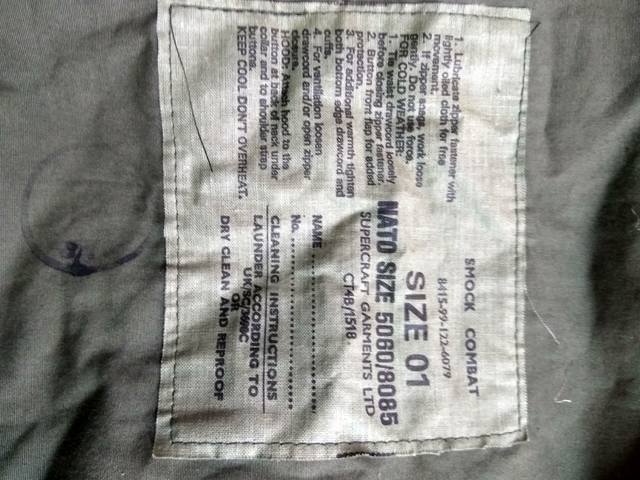 SMOCK COMBAT
8415-99-122-6079
SIZE 01
NATO SIZE 5060/8085
SUPERCRAFT GARMENTS LTD
CT4B/1518
NAME
No.
CLEANING INSTRUCTIONS
LAUNDER ACCORDING TO
OR
DRY CLEAN AND REPROOF
1. Lubricate zipper fastener with
lightly oiled cloth for free
movement.
2. If zipper snags, work loose
gently. Do not use force.
FOR COLD WEATHER:
1. Tie waist drawcord loosely
before closing zipper fastener.
2. Button front flap for added
protection.
3. For additional warmth tighten
both bottom edge drawcord and
cuffs.
4. For ventilation loosen
drawcord and/or open zipper
closure.
HOOD: Attach hood to the
button at back of neck under
collar and to shoulder strap
buttons.
KEEP COOL DON'T OVERHEAT.